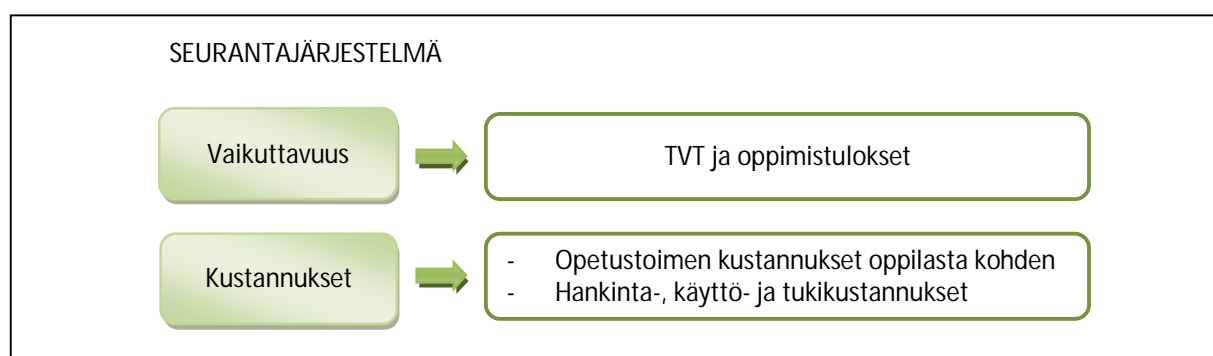 SEURANTAJÄRJESTELMÄ
Vaikuttavuus
TVT ja oppimistulokset
Kustannukset
- Opetustoimen kustannukset oppilasta kohden
- Hankinta-, käyttö- ja tukikustannukset